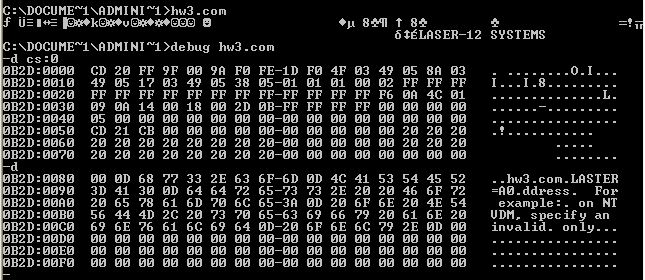 C:\DOCUME~1\ADMINI~1>hw3.com
δ‡ÉLASER-12 SYSTEMS
C:\DOCUME~1\ADMINI~1>debug hw3.com
-d cs:0
0B2D:0000 CD 20 FF 9F 00 9A F0 FE-1D F0 4F 03 49 05 8A 03 . ........O.I...
0B2D:0010 49 05 17 03 49 05 38 05-01 01 01 00 02 FF FF FF I...I.8.........
0B2D:0020 FF FF FF FF FF FF FF FF-FF FF FF FF F6 0A 4C 01 ..............L.
0B2D:0030 09 0A 14 00 18 00 2D 0B-FF FF FF FF 00 00 00 00 ......-.........
0B2D:0040 05 00 00 00 00 00 00 00-00 00 00 00 00 00 00 00 ................
0B2D:0050 CD 21 CB 00 00 00 00 00-00 00 00 00 00 20 20 20 .!...........
0B2D:0060 20 20 20 20 20 20 20 20-00 00 00 00 00 20 20 20 .....
0B2D:0070 20 20 20 20 20 20 20 20-00 00 00 00 00 00 00 00 ........
-d
0B2D:0080 00 0D 68 77 33 2E 63 6F-6D 0D 4C 41 53 54 45 52 ..hw3.com.LASTER
0B2D:0090 3D 41 30 0D 64 64 72 65-73 73 2E 20 20 46 6F 72 =A0.ddress. For
0B2D:00A0 20 65 78 61 6D 70 6C 65-3A 0D 20 6F 6E 20 4E 54 example:. on NT
0B2D:00B0 56 44 4D 2C 20 73 70 65-63 69 66 79 20 61 6E 20 VDM, specify an
0B2D:00C0 69 6E 76 61 6C 69 64 0D-20 6F 6E 6C 79 2E 0D 00 invalid. only...
0B2D:00D0 00 00 00 00 00 00 00 00-00 00 00 00 00 00 00 00 ................
0B2D:00E0 00 00 00 00 00 00 00 00-00 00 00 00 00 00 00 00 ................
0B2D:00F0 00 00 00 00 00 00 00 00-00 00 00 00 00 00 00 00 ................
-